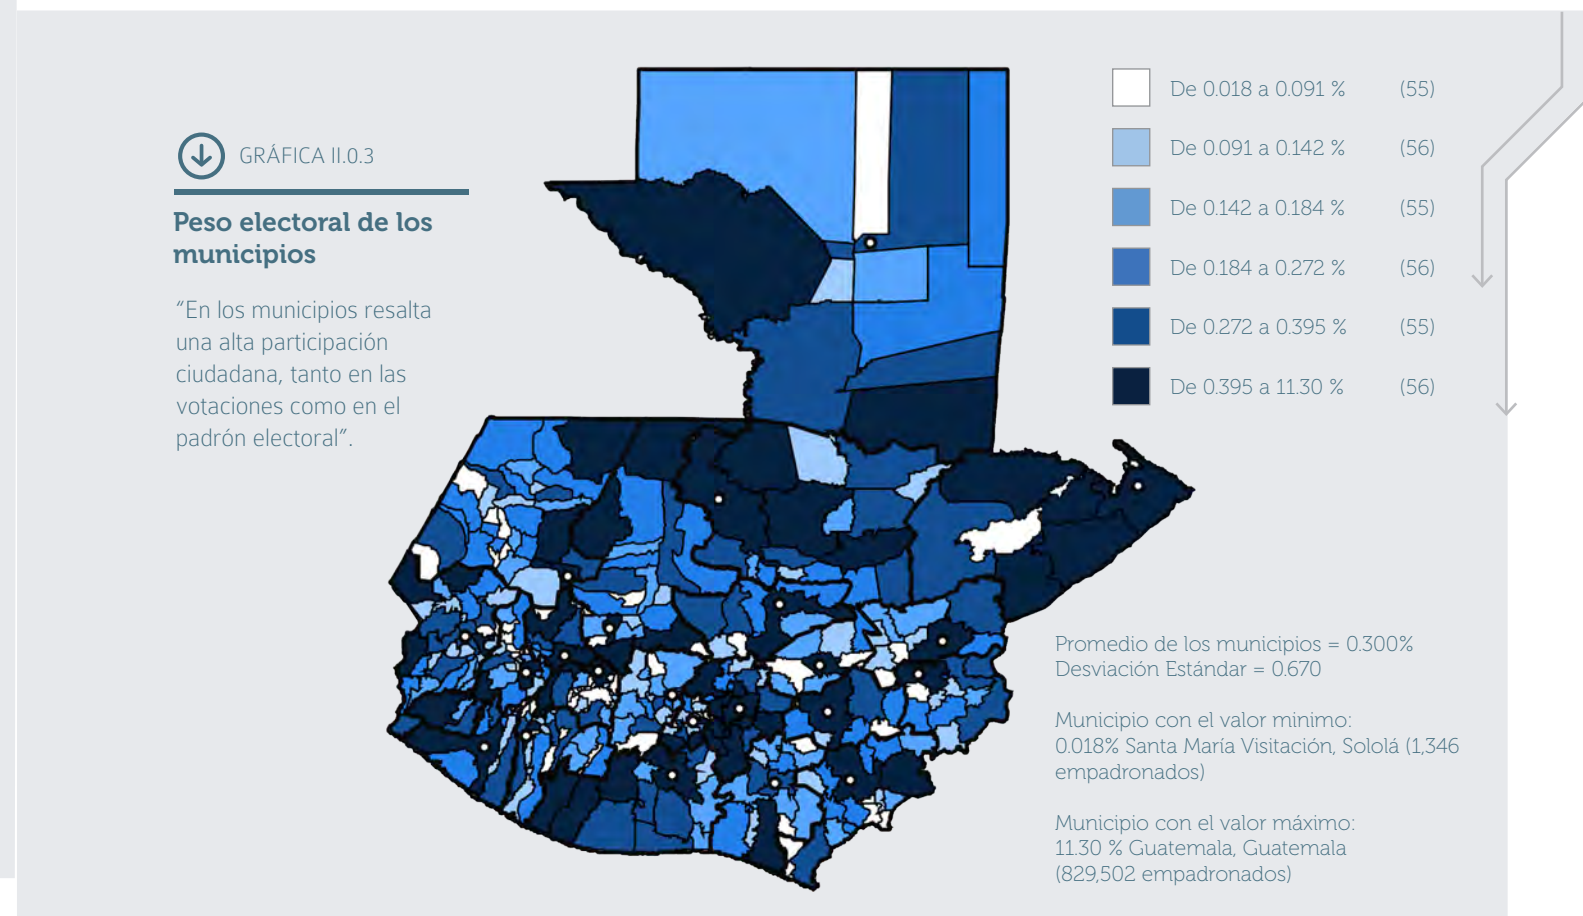 GRÁFICA II.0.3
Peso electoral de los
municipios
“En los municipios resalta
una alta participación
ciudadana, tanto en las
votaciones como en el
padrón electoral”.
De 0.018 a 0.091 % (55)
De 0.091 a 0.142 % (56)
De 0.142 a 0.184 % (55)
De 0.184 a 0.272 % (56)
De 0.272 a 0.395 % (55)
De 0.395 a 11.30 % (56)
Promedio de los municipios = 0.300%
Desviación Estándar = 0.670
Municipio con el valor minimo:
0.018% Santa María Visitación, Sololá (1,346
empadronados)
Municipio con el valor máximo:
11.30 % Guatemala, Guatemala
(829,502 empadronados)